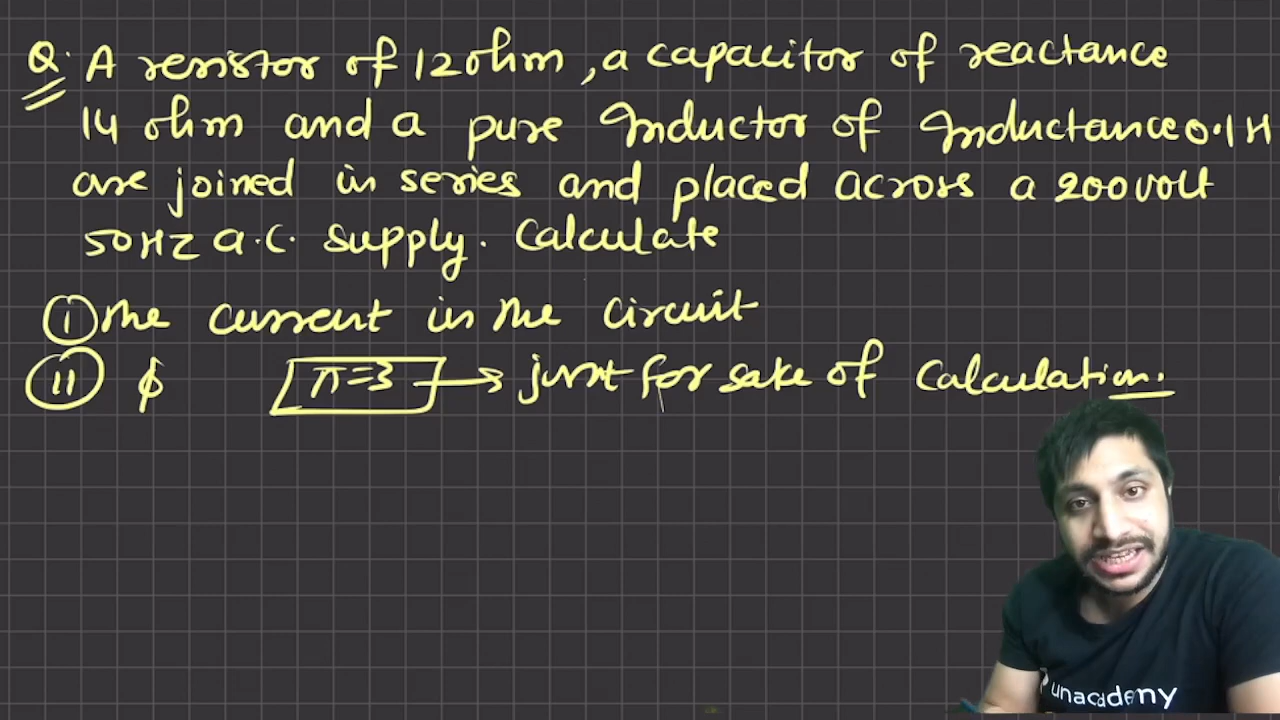 Q. A resistor of 12 ohm, a capacitor of reactance
14 ohm and a pure Inductor of Inductance 0.1 H
are joined in series and placed across a 200 volt
50 HZ a.c. supply. Calculate
(i) The current in the circuit
(ii) ϕ π=3 → just for sake of calculation.
unacademy